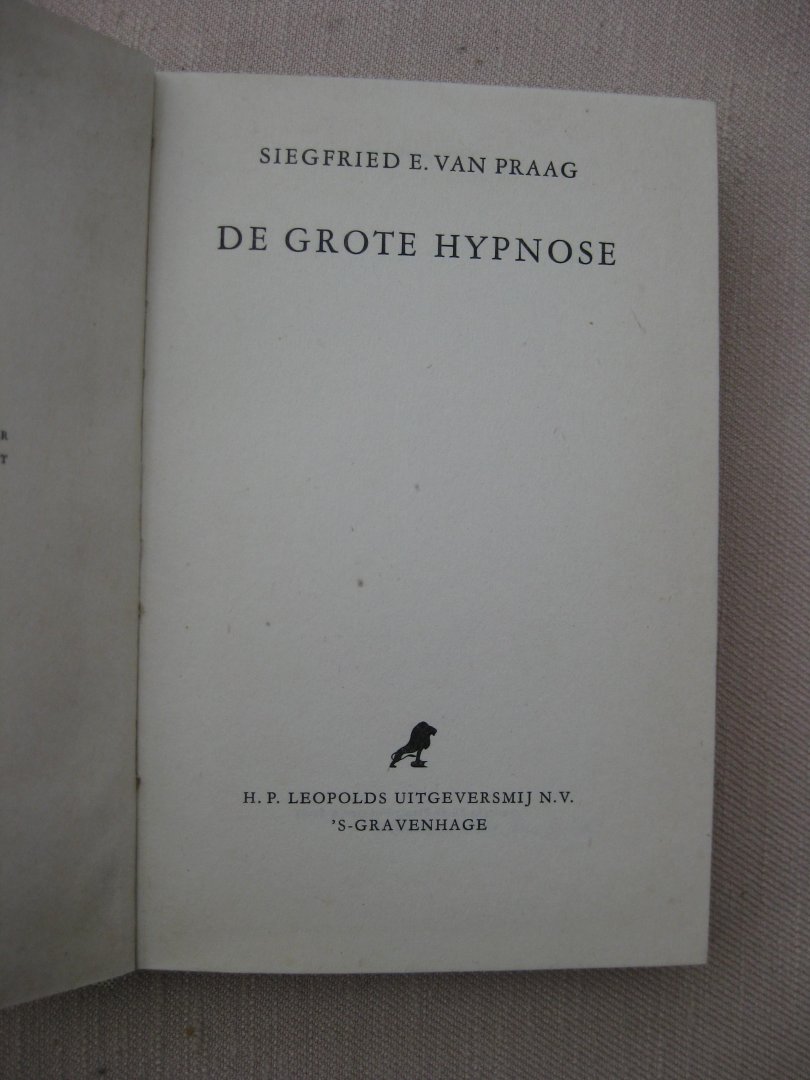 R
T
SIEGFRIED E. VAN PRAAG
DE GROTE HYPNOSE
H. P. LEOPOLDS UITGEVERSMIJ N.V.
’S-GRAVENHAGE